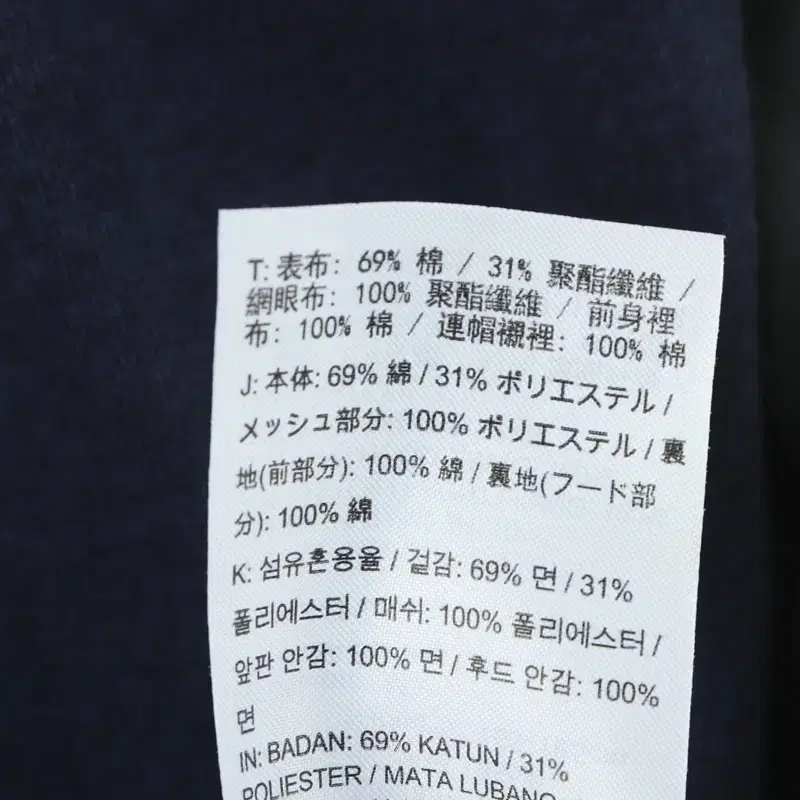 T: 表布: 69% 棉 / 31% 聚酯纖維 /
網眼布: 100% 聚酯纖維 / 前身裡
布: 100% 棉 / 連帽襯裡: 100% 棉
J: 本体: 69% 綿 / 31% ポリエステル /
メッシュ部分: 100% ポリエステル / 裏
地(前部分): 100% 綿 / 裏地(フード部
分): 100% 綿
K: 섬유혼용율 / 겉감: 69% 면 / 31%
폴리에스터 / 매쉬: 100% 폴리에스터 /
앞판 안감: 100% 면 / 후드 안감: 100%
면
IN: BADAN: 69% KATUN / 31%
POLIESTER / MATA LUBANG